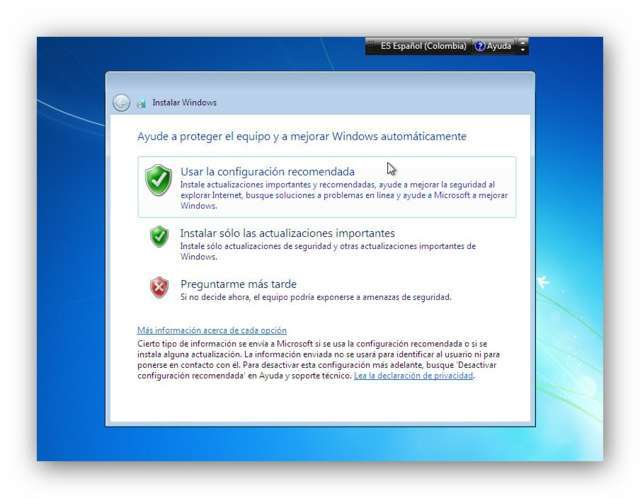 ES Español (Colombia) ? Ayuda
Instalar Windows
Ayude a proteger el equipo y a mejorar Windows automáticamente
Usar la configuración recomendada
Instale actualizaciones importantes y recomendadas, ayude a mejorar la seguridad al
explorar Internet, busque soluciones a problemas en línea y ayude a Microsoft a mejorar
Windows.
Instalar sólo las actualizaciones importantes
Instale sólo actualizaciones de seguridad y otras actualizaciones importantes de
Windows.
Preguntarme más tarde
Si no decide ahora, el equipo podría exponerse a amenazas de seguridad.
Más información acerca de cada opción
Cierto tipo de información se envía a Microsoft si se usa la configuración recomendada o si se
instala alguna actualización. La información enviada no se usará para identificar al usuario ni para
ponerse en contacto con él. Para desactivar esta configuración más adelante, busque 'Desactivar
configuración recomendada' en Ayuda y soporte técnico. Lea la declaración de privacidad.